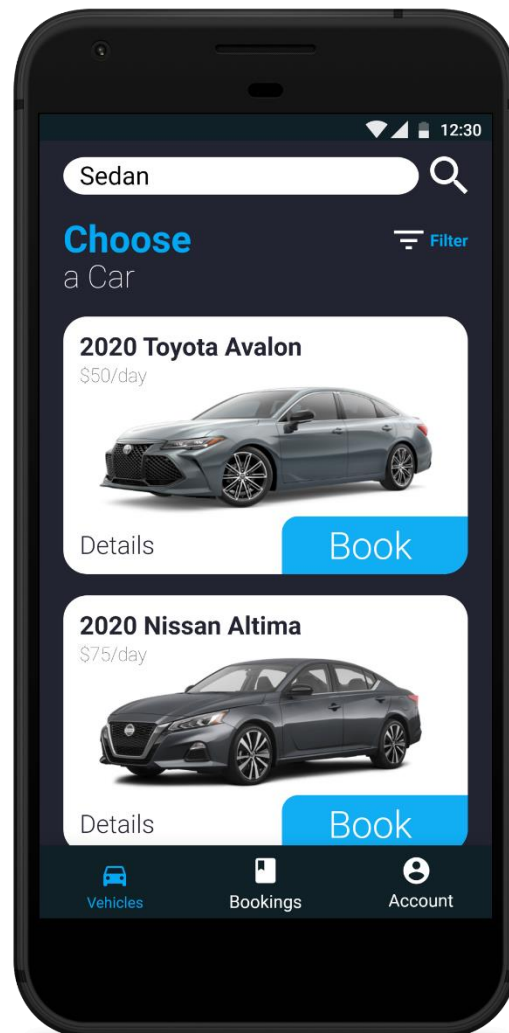 12:30
Sedan
Choose
Filter
a Car
2020 Toyota Avalon
$50/day
Details
Book
2020 Nissan Altima
$75/day
Details
Book
Vehicles
Bookings
Account